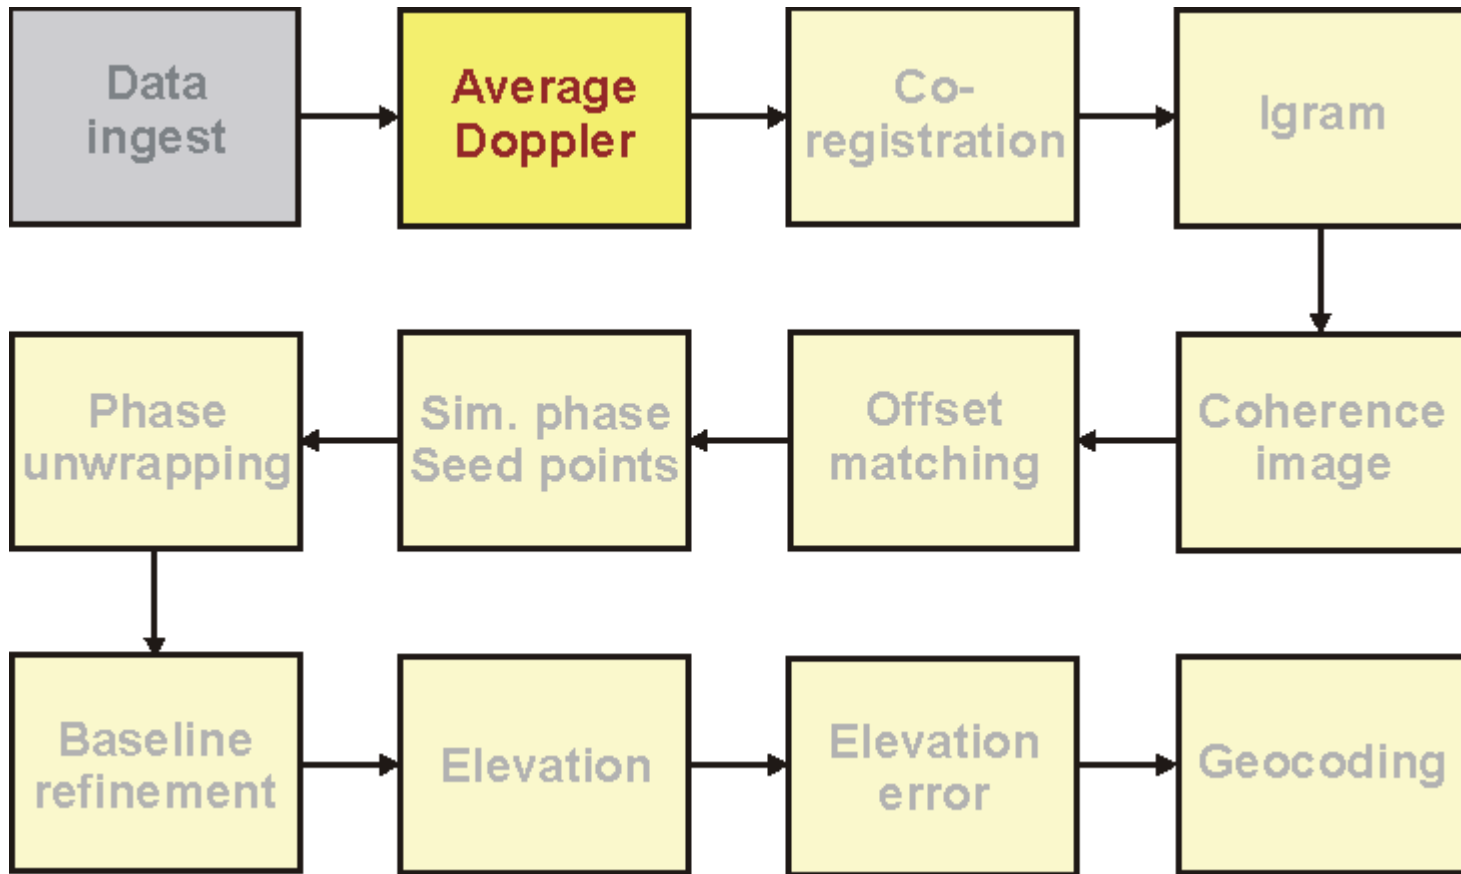 Data
ingest
Average
Doppler
Co-
registration
Igram
Phase
unwrapping
Sim. phase
Seed points
Offset
matching
Coherence
image
Baseline
refinement
Elevation
Elevation
error
Geocoding